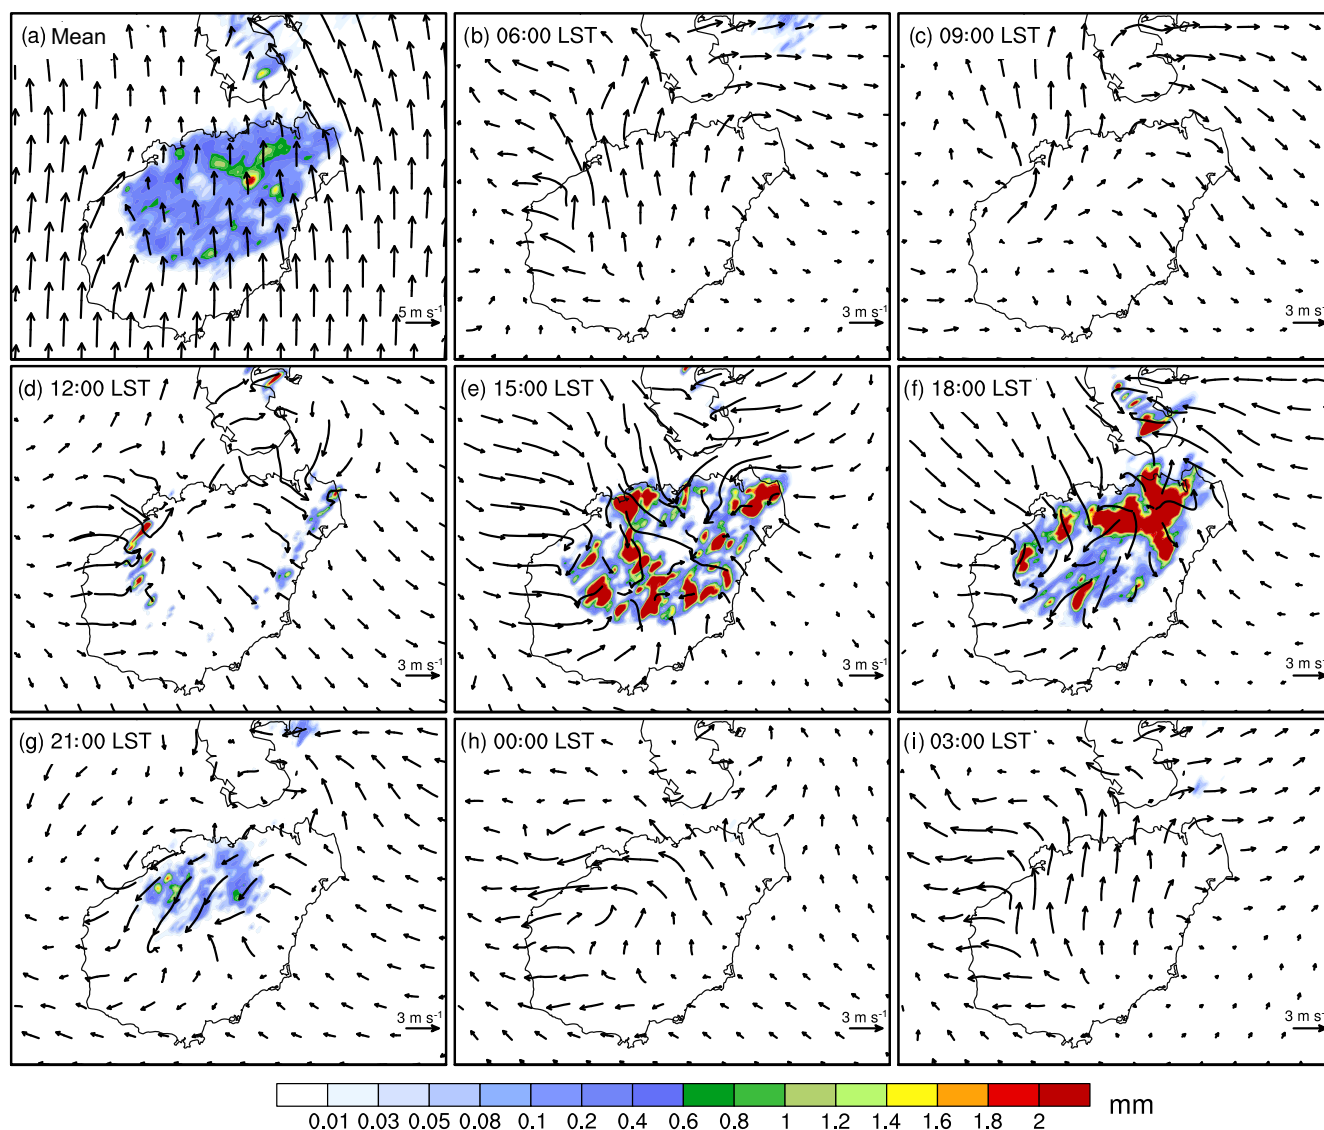 (a) Mean
5 m s⁻¹
(b) 06:00 LST
3 m s⁻¹
(c) 09:00 LST
3 m s⁻¹
(d) 12:00 LST
3 m s⁻¹
(e) 15:00 LST
3 m s⁻¹
(f) 18:00 LST
3 m s⁻¹
(g) 21:00 LST
3 m s⁻¹
(h) 00:00 LST
3 m s⁻¹
(i) 03:00 LST
3 m s⁻¹
0.01 0.03 0.05 0.08 0.1 0.2 0.4 0.6 0.8 1 1.2 1.4 1.6 1.8 2 mm